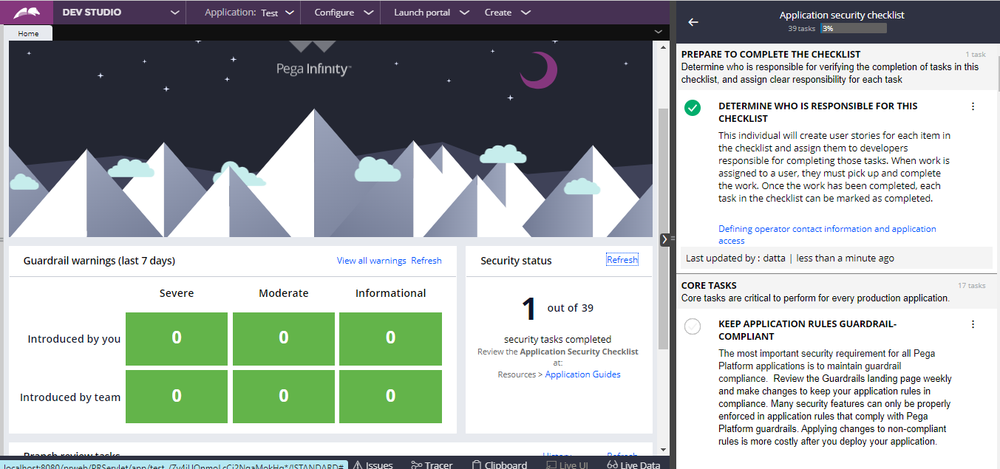 DEV STUDIO
Application: Test
Configure
Launch portal
Create
Home
Pega Infinity™
Guardrail warnings (last 7 days)
View all warnings Refresh
Severe Moderate Informational
Introduced by you 0 0 0
Introduced by team 0 0 0
Security status
Refresh
1 out of 39
security tasks completed
Review the Application Security Checklist
at:
Resources > Application Guides
Branch review tasks
History
Refresh
Issues
Tracer
Clipboard
Live UI
Live Data
Application security checklist
39 tasks 3%
PREPARE TO COMPLETE THE CHECKLIST 1 task
Determine who is responsible for verifying the completion of tasks in this
checklist, and assign clear responsibility for each task
DETERMINE WHO IS RESPONSIBLE FOR THIS
CHECKLIST
This individual will create user stories for each item in
the checklist and assign them to developers
responsible for completing those tasks. When work is
assigned to a user, they must pick up and complete
the work. Once the work has been completed, each
task in the checklist can be marked as completed.
Defining operator contact information and application
access
Last updated by : datta | less than a minute ago
CORE TASKS 17 tasks
Core tasks are critical to perform for every production application.
KEEP APPLICATION RULES GUARDRAIL-
COMPLIANT
The most important security requirement for all Pega
Platform applications is to maintain guardrail
compliance. Review the Guardrails landing page weekly
and make changes to keep your application rules in
compliance. Many security features can only be properly
enforced in application rules that comply with Pega
Platform guardrails. Applying changes to non-compliant
rules is more costly after you deploy your application.